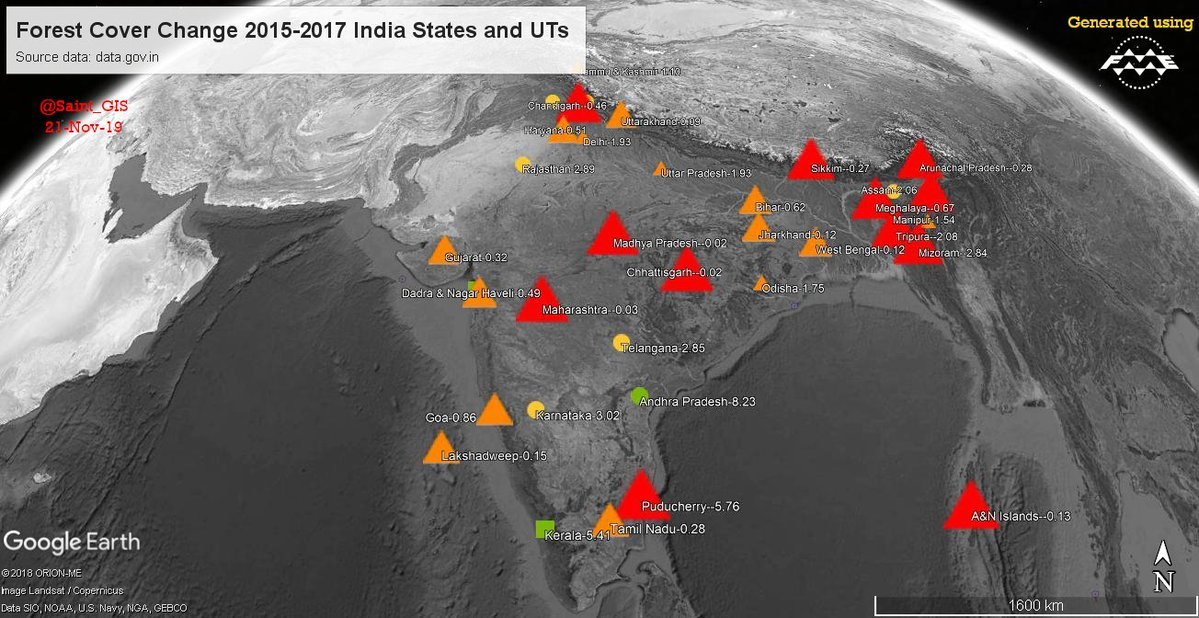 Forest Cover Change 2015-2017 India States and UTs
Source data: data.gov.in
Generated using
FME
@Saint_GIS
21-Nov-19
Kashmir-1.13
Chandigarh--0.46
Uttarakhand-0.09
Haryana-0.51
Delhi-1.93
Rajasthan-2.89
Uttar Pradesh-1.93
Sikkim--0.27
Arunachal Pradesh--0.28
Assam-2.06
Meghalaya--0.67
Manipur-1.54
Tripura--2.08
Mizoram--2.84
Bihar-0.62
Jharkhand-0.12
West Bengal-0.12
Madhya Pradesh--0.02
Chhattisgarh--0.02
Gujarat-0.32
Odisha-1.75
Dadra & Nagar Haveli-0.49
Maharashtra--0.03
Telangana-2.85
Andhra Pradesh-8.23
Goa-0.86
Karnataka-3.02
Lakshadweep-0.15
Puducherry--5.76
A&N Islands--0.13
Tamil Nadu-0.28
Kerala-5.41
Google Earth
©2018 ORION-ME
Image Landsat / Copernicus
Data SIO, NOAA, U.S. Navy, NGA, GEBCO
N
1600 km